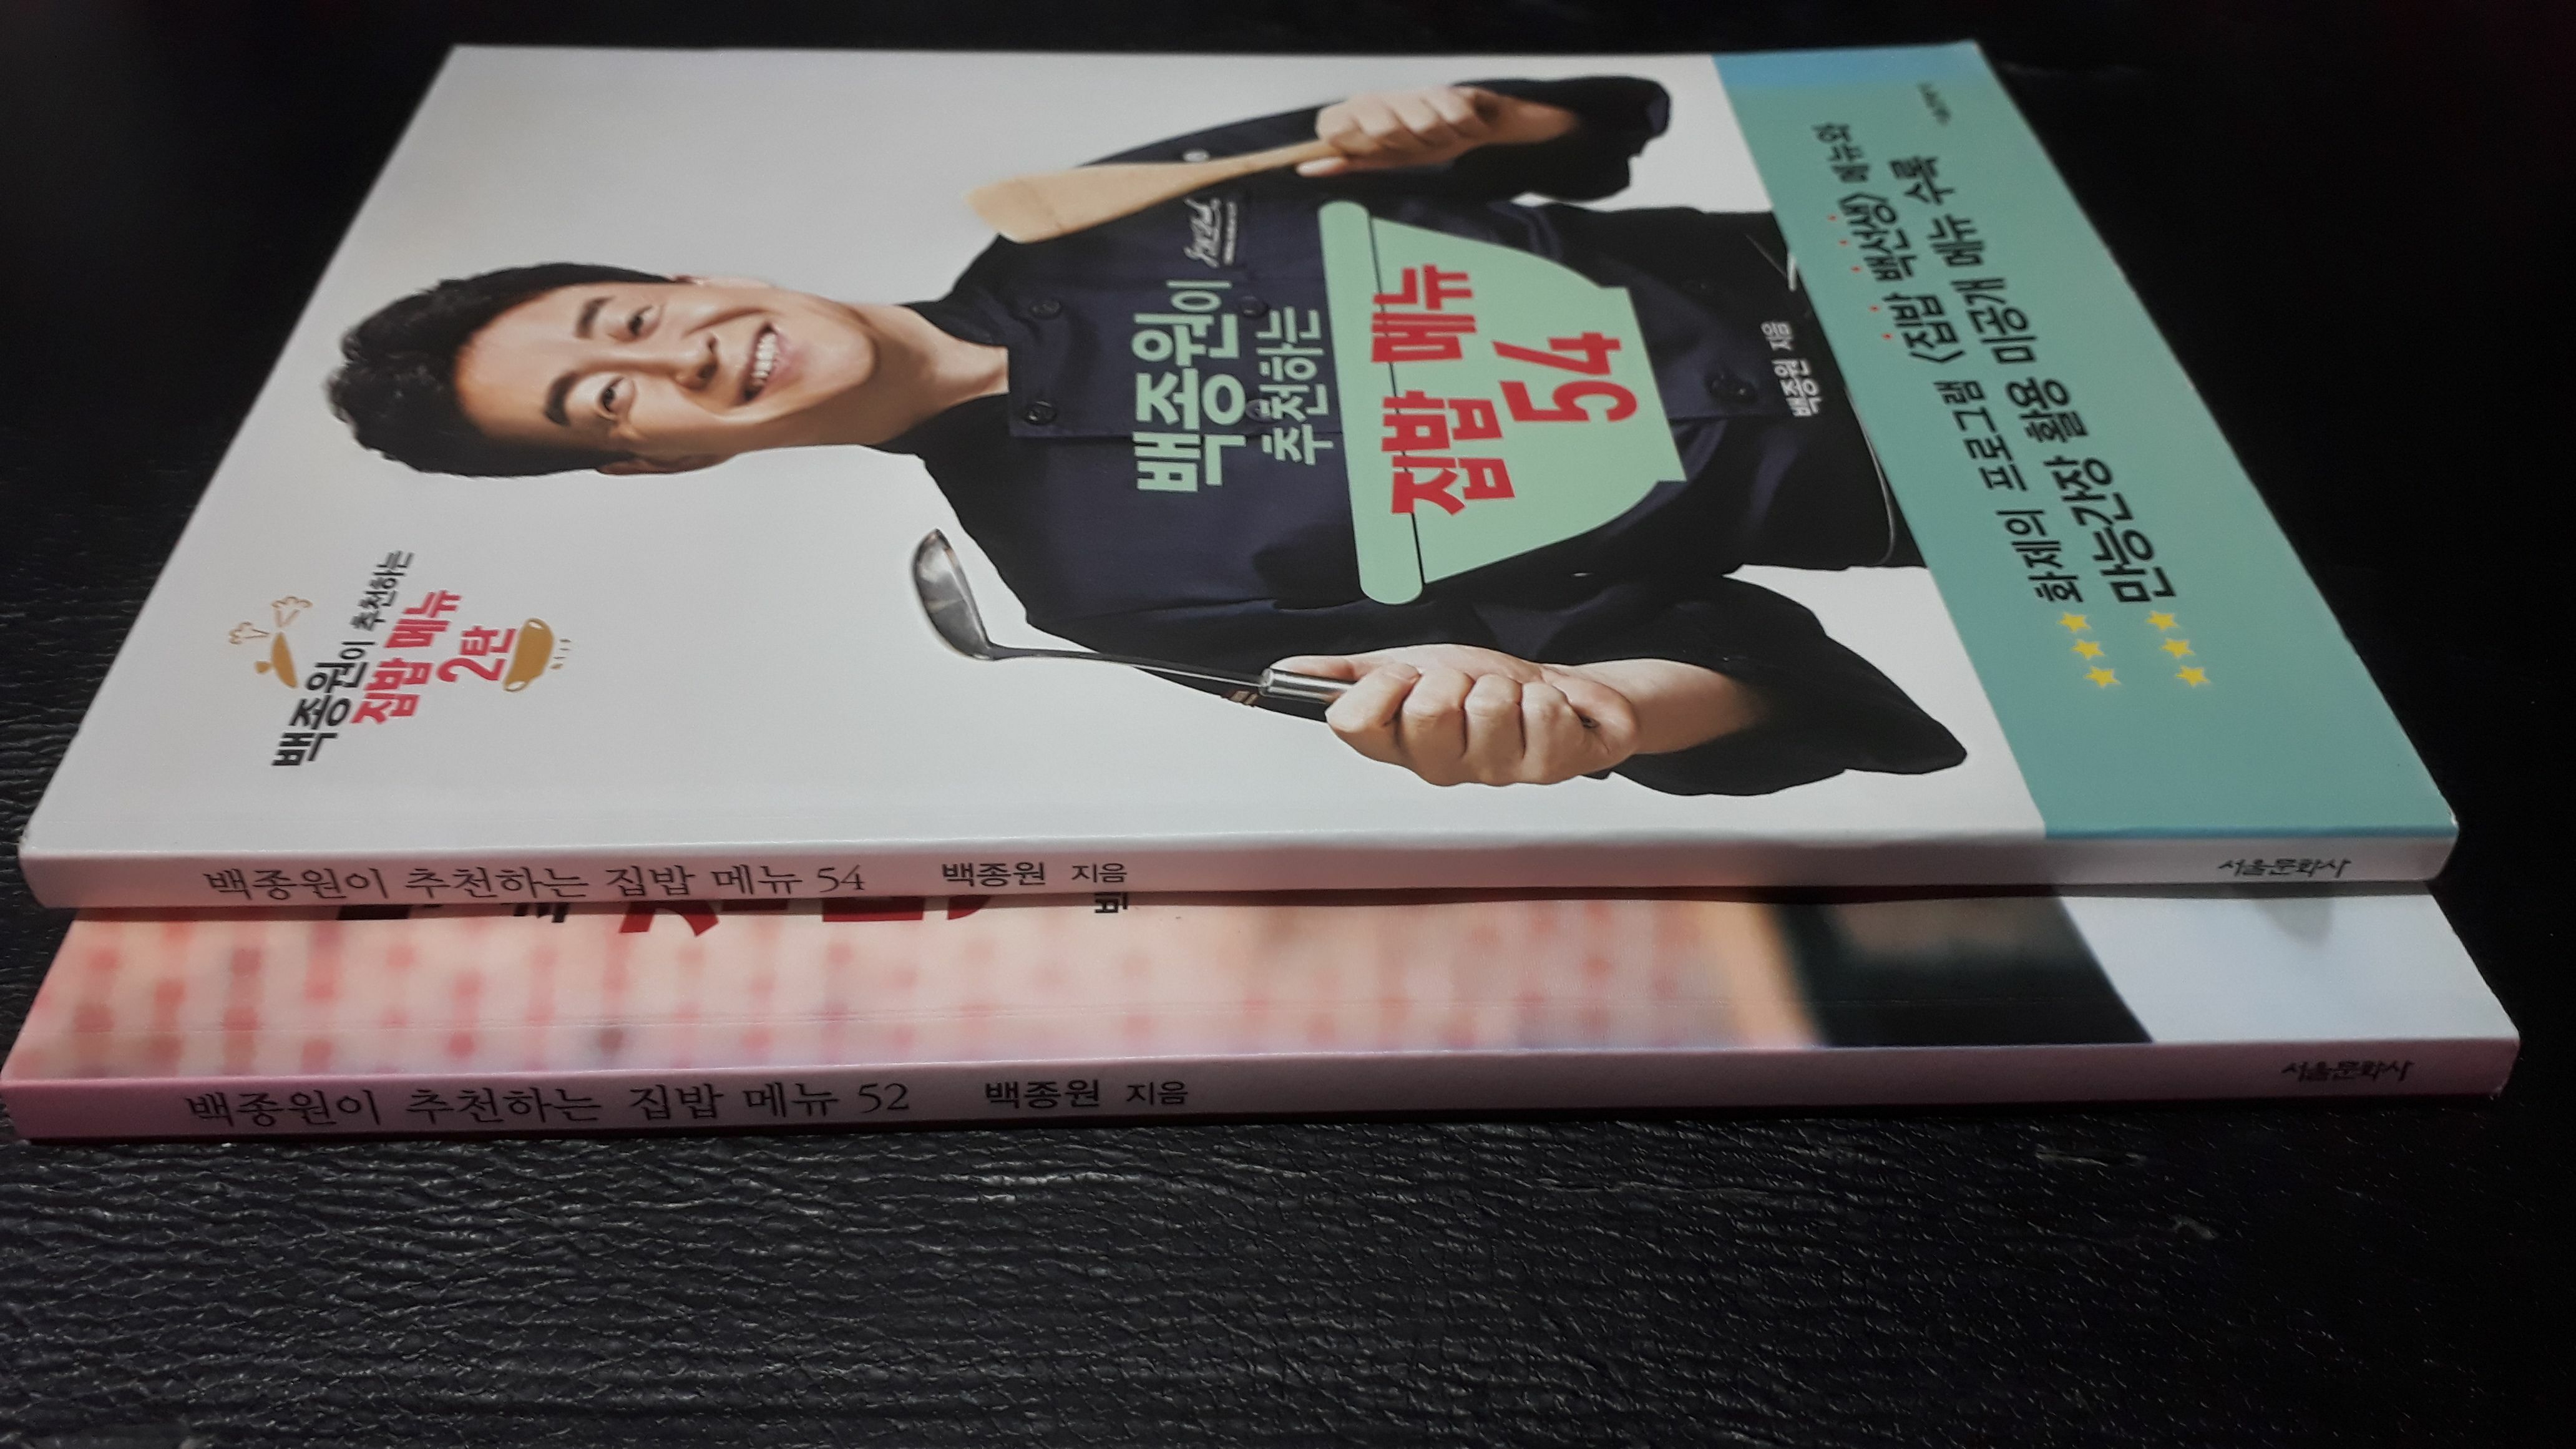 백종원이 추천하는
집밥 메뉴
2탄
백종원이
추천하는
집밥 메뉴
54
백종원 지음
화제의 프로그램 〈집밥 백선생〉 메뉴와
만능간장 활용 미공개 메뉴 수록
백종원이 추천하는 집밥 메뉴 54 백종원 지음 서울문화사
백종원이 추천하는 집밥 메뉴 52 백종원 지음 서울문화사